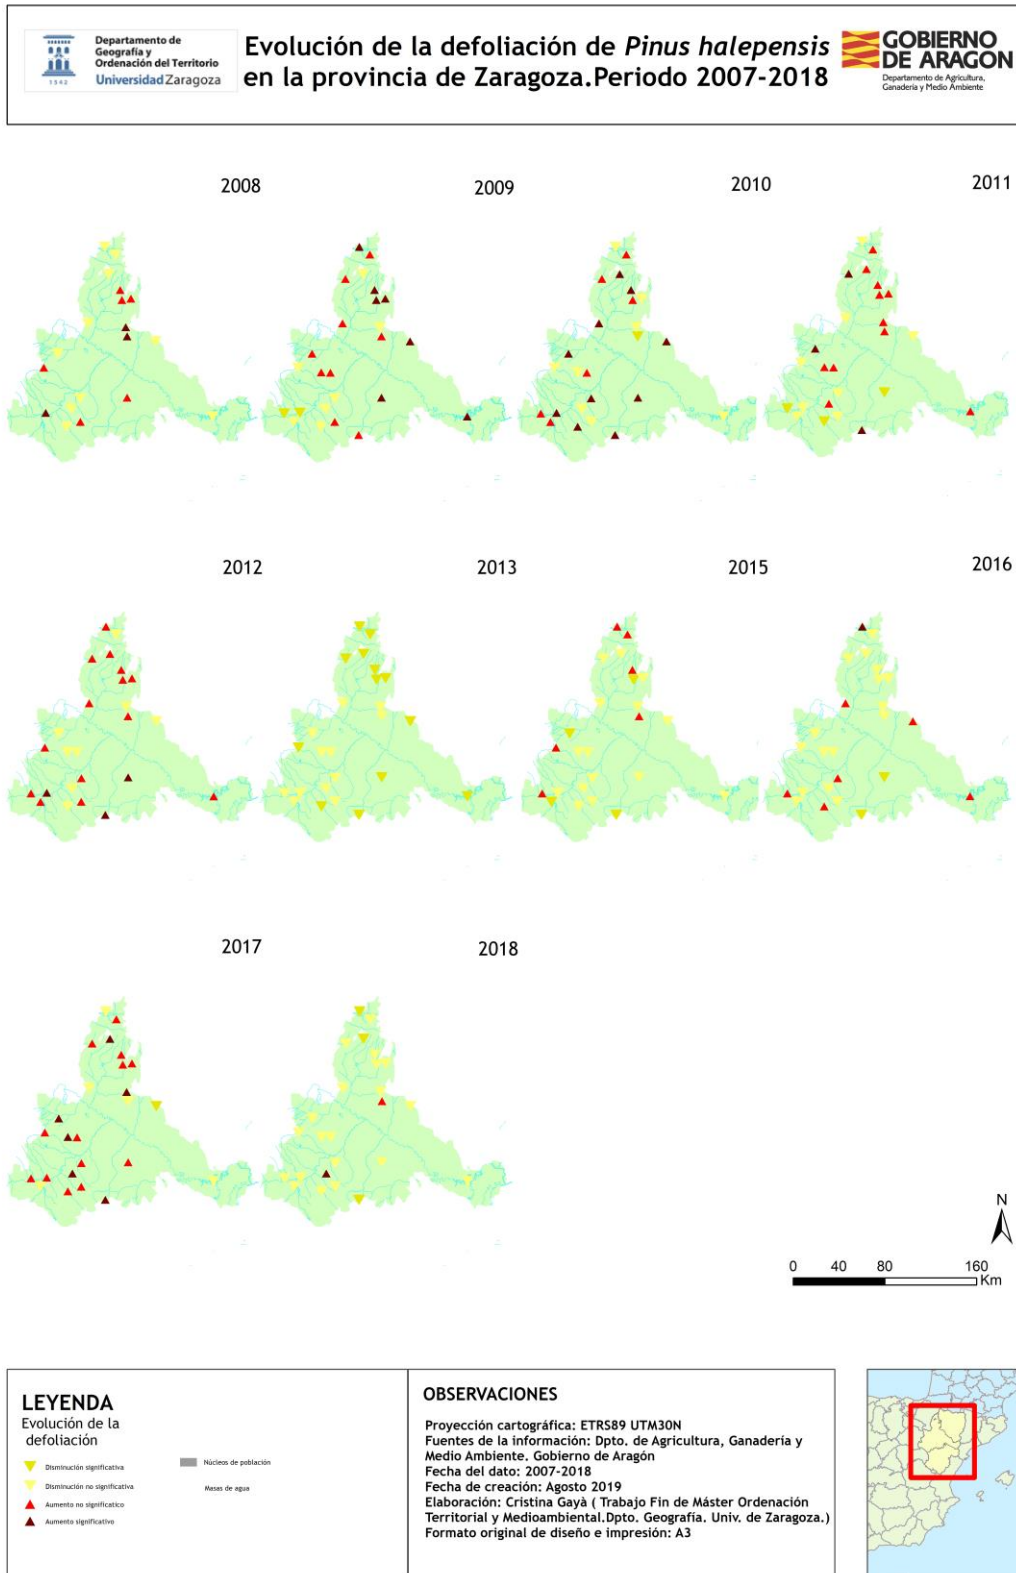 Departamento de
Geografía y
Ordenación del Territorio
Universidad Zaragoza
1542
Evolución de la defoliación de Pinus halepensis
en la provincia de Zaragoza.Periodo 2007-2018
GOBIERNO
DE ARAGON
Departamento de Agricultura,
Ganadería y Medio Ambiente
2008
2009
2010
2011
2012
2013
2015
2016
2017
2018
N
0 40 80 160
Km
LEYENDA
Evolución de la
defoliación
Disminución significativa
Disminución no significativa
Aumento no significatico
Aumento significativo
Núcleos de población
Masas de agua
OBSERVACIONES
Proyección cartográfica: ETRS89 UTM30N
Fuentes de la información: Dpto. de Agricultura, Ganadería y
Medio Ambiente. Gobierno de Aragón
Fecha del dato: 2007-2018
Fecha de creación: Agosto 2019
Elaboración: Cristina Gayà ( Trabajo Fin de Máster Ordenación
Territorial y Medioambiental.Dpto. Geografía. Univ. de Zaragoza.)
Formato original de diseño e impresión: A3